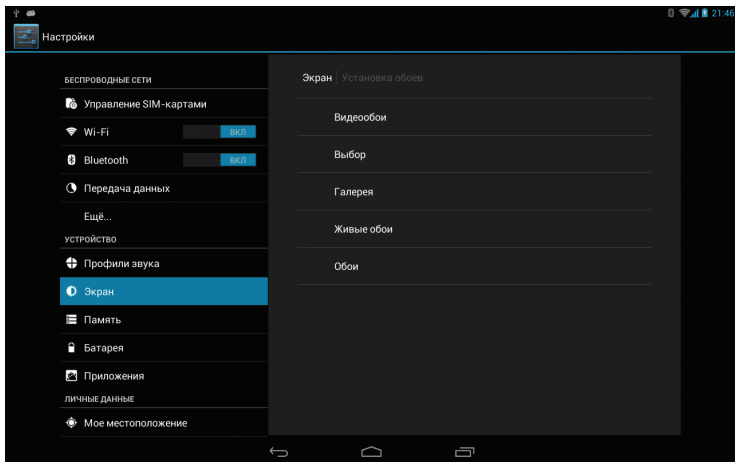 21:46
Настройки
БЕСПРОВОДНЫЕ СЕТИ
Управление SIM-картами
Wi-Fi ВКЛ
Bluetooth ВКЛ
Передача данных
Ещё...
УСТРОЙСТВО
Профили звука
Экран
Память
Батарея
Приложения
ЛИЧНЫЕ ДАННЫЕ
Мое местоположение
Экран Установка обоев
Видеообои
Выбор
Галерея
Живые обои
Обои